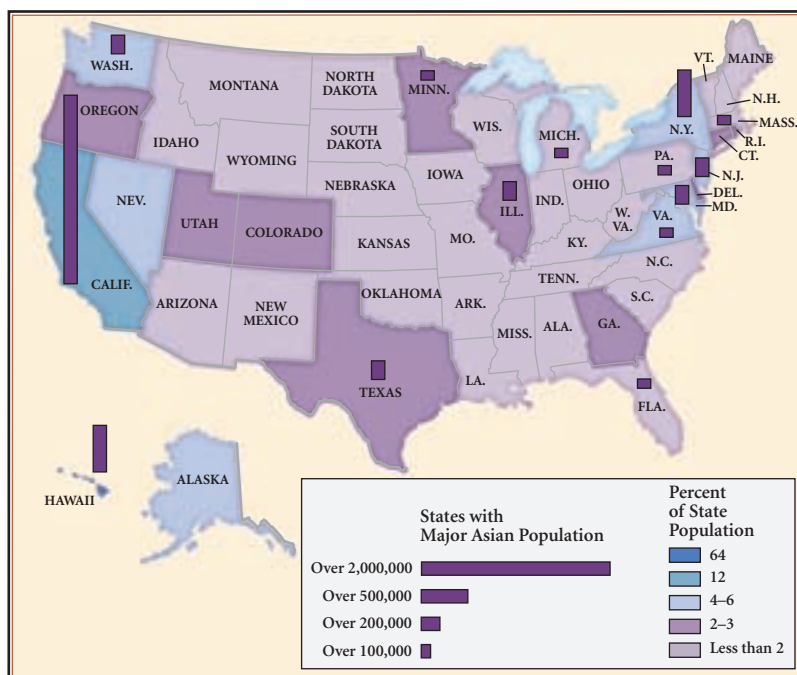 WASH.
MONTANA
NORTH
DAKOTA
MINN.
VT.
MAINE
OREGON
IDAHO
SOUTH
DAKOTA
WIS.
MICH.
N.Y.
N.H.
MASS.
R.I.
CT.
WYOMING
IOWA
NEBRASKA
PA.
N.J.
NEV.
UTAH
COLORADO
ILL.
IND.
OHIO
DEL.
MD.
W.
VA.
VA.
KANSAS
MO.
KY.
CALIF.
N.C.
TENN.
ARIZONA
NEW
MEXICO
OKLAHOMA
ARK.
S.C.
MISS.
ALA.
GA.
TEXAS
LA.
FLA.
HAWAII
ALASKA
States with
Major Asian Population
Over 2,000,000
Over 500,000
Over 200,000
Over 100,000
Percent
of State
Population
64
12
4–6
2–3
Less than 2